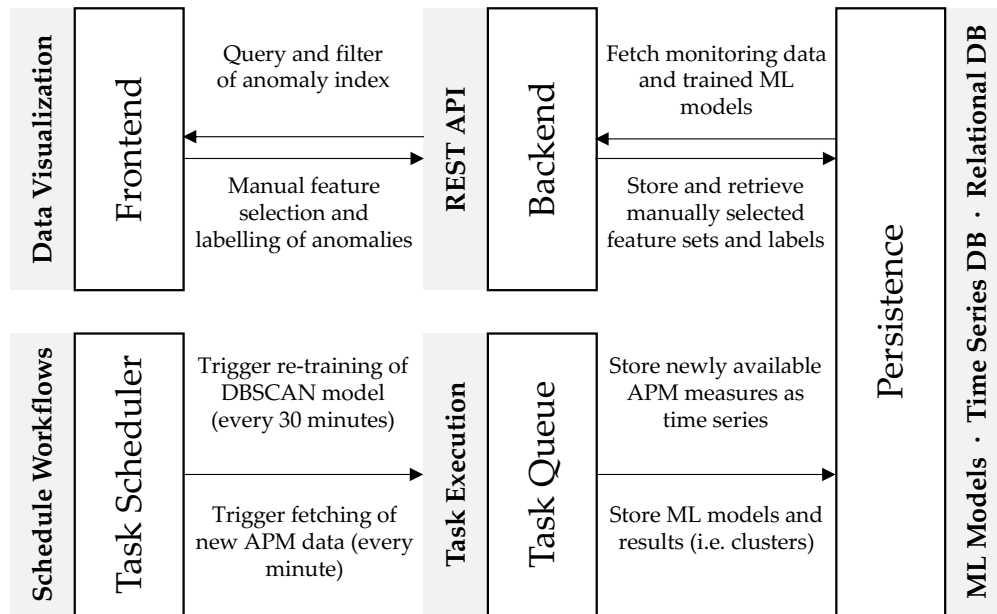 Data Visualization
Frontend
Query and filter
of anomaly index
Manual feature
selection and
labelling of anomalies
REST API
Backend
Fetch monitoring data
and trained ML
models
Store and retrieve
manually selected
feature sets and labels
Persistence
ML Models · Time Series DB · Relational DB
Schedule Workflows
Task Scheduler
Trigger re-training of
DBSCAN model
(every 30 minutes)
Trigger fetching of
new APM data (every
minute)
Task Execution
Task Queue
Store newly available
APM measures as
time series
Store ML models and
results (i.e. clusters)